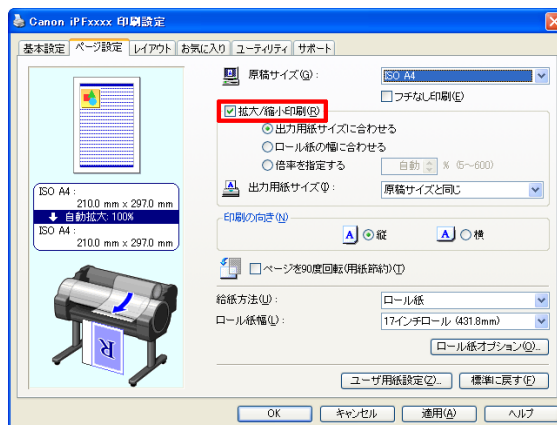 Canon iPFxxxx 印刷設定
基本設定 ページ設定 レイアウト お気に入り ユーティリティ サポート
原稿サイズ(G):
ISO A4
フチなし印刷(E)
拡大/縮小印刷(R)
出力用紙サイズに合わせる
ロール紙の幅に合わせる
倍率を指定する
自動 % (5～600)
出力用紙サイズ(I):
原稿サイズと同じ
ISO A4 :
210.0 mm x 297.0 mm
自動拡大: 100%
ISO A4 :
210.0 mm x 297.0 mm
印刷の向き(N)
A 縦
A 横
ページを90度回転(用紙節約)(T)
給紙方法(U):
ロール紙
ロール紙幅(L):
17インチロール (431.8mm)
ロール紙オプション(O)...
R
ユーザ用紙設定(Z)...
標準に戻す(F)
OK キャンセル 適用(A) ヘルプ